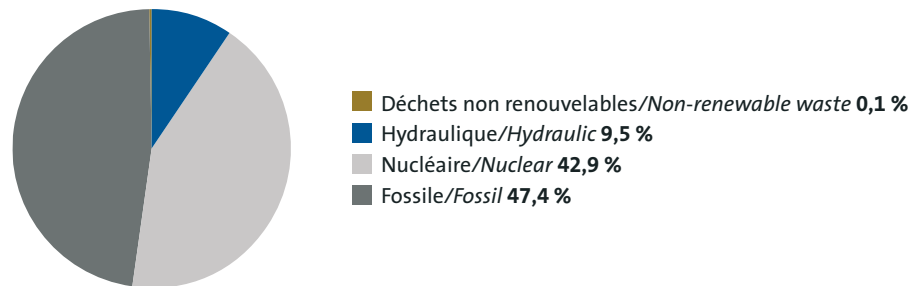 Déchets non renouvelables/Non-renewable waste 0,1 %
Hydraulique/Hydraulic 9,5 %
Nucléaire/Nuclear 42,9 %
Fossile/Fossil 47,4 %